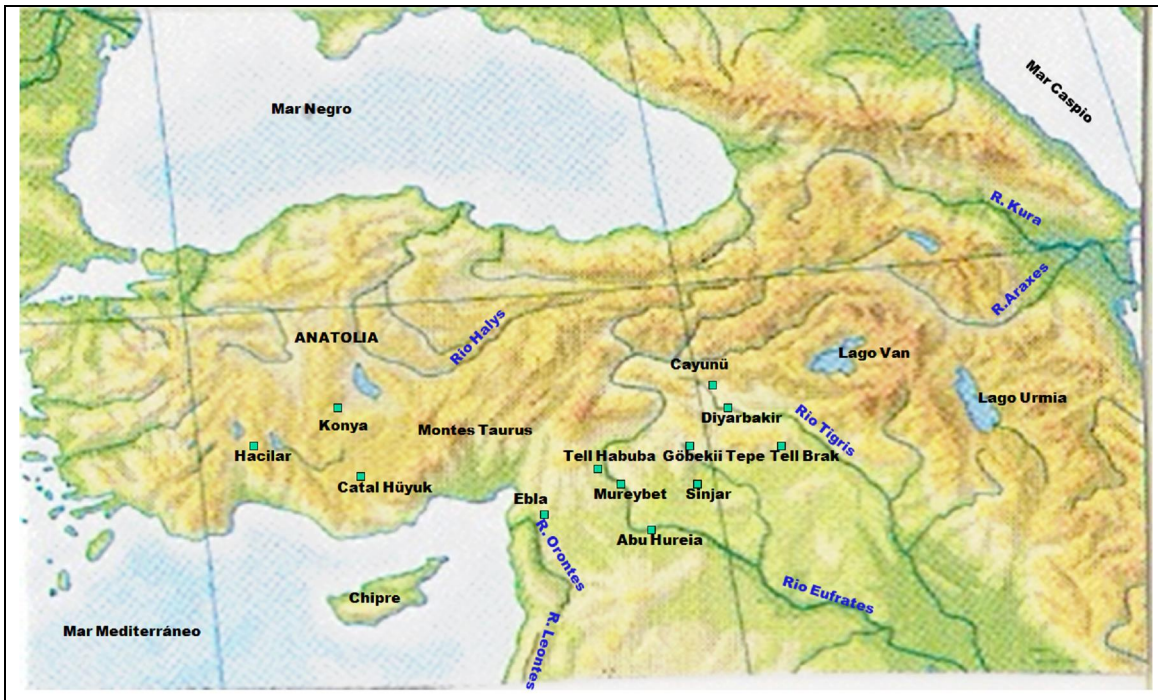 Mar Negro
Mar Caspio
R. Kura
R.Araxes
ANATOLIA
Rio Halys
Cayunü
Lago Van
Lago Urmia
Konya
Diyarbakir
Rio Tigris
Montes Taurus
Hacilar
Tell Habuba
Göbekii Tepe
Tell Brak
Catal Hüyuk
Mureybet
Sinjar
Ebla
Abu Hureia
R. Orontes
Chipre
Rio Eufrates
Mar Mediterráneo
R. Leontes